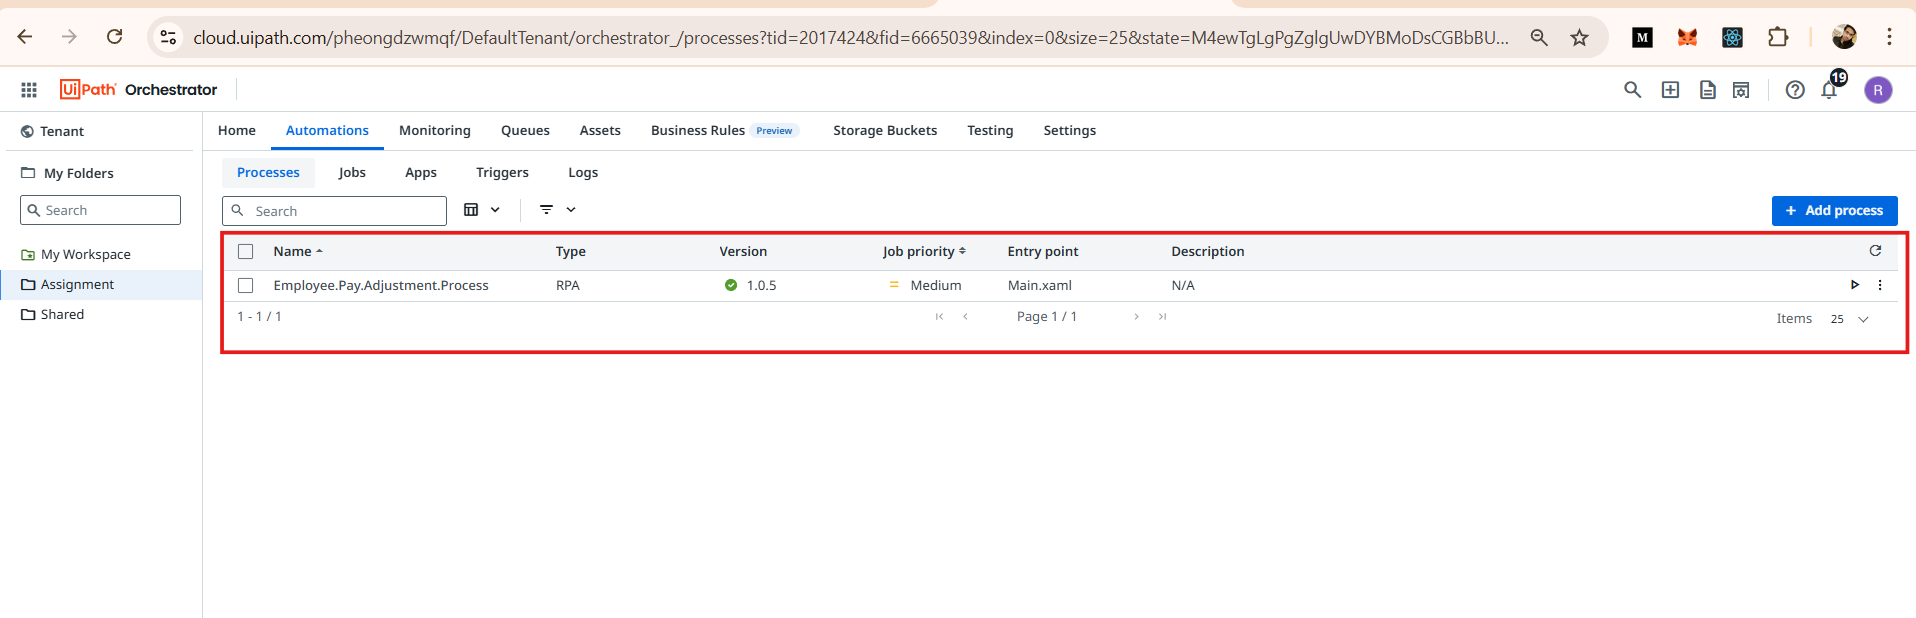 cloud.uipath.com/pheongdzwmqf/DefaultTenant/orchestrator_/processes?tid=2017424&fid=6665039&index=0&size=25&state=M4ewTgLgPgZglgUwDYBMoDsCGBbBU...
M
UiPath Orchestrator
19
R
Tenant
Home Automations Monitoring Queues Assets Business Rules Preview Storage Buckets Testing Settings
My Folders
Processes Jobs Apps Triggers Logs
Search
Search
+ Add process
My Workspace
Assignment
Shared
Name Type Version Job priority Entry point Description
Employee.Pay.Adjustment.Process RPA 1.0.5 Medium Main.xaml N/A
1 - 1 / 1 Page 1 / 1 Items 25